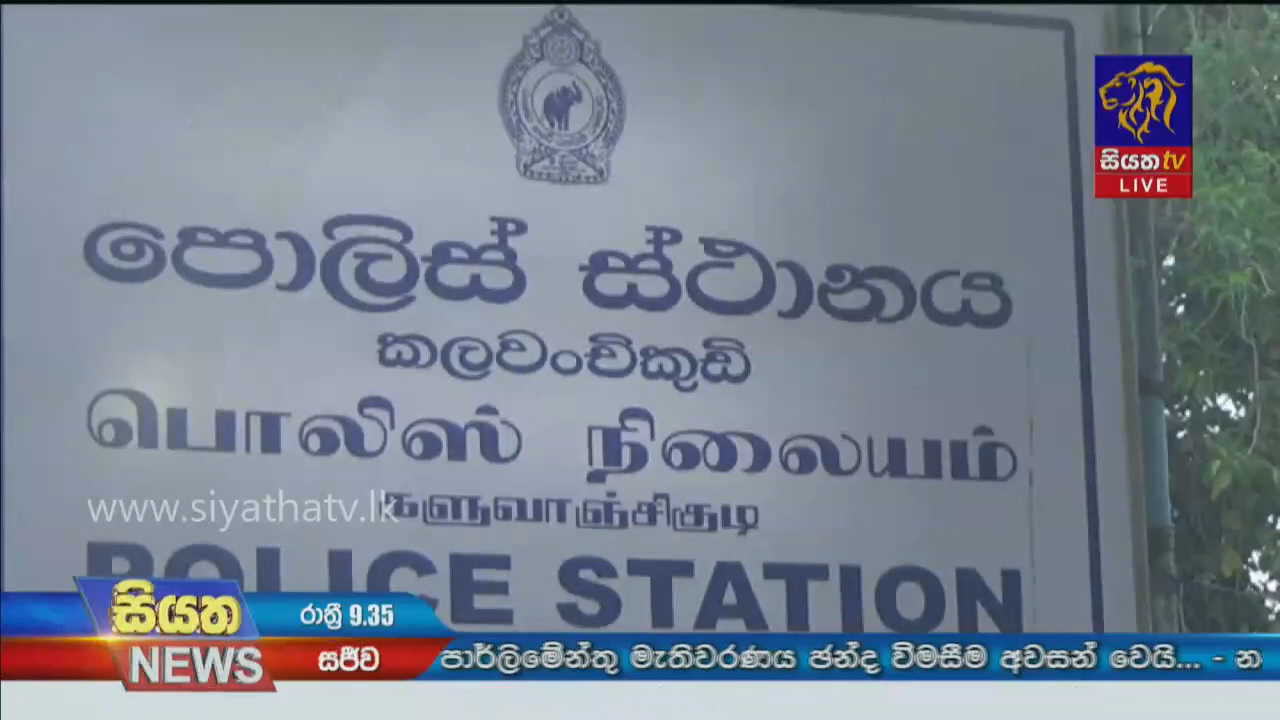 සියත tv
LIVE
පොලිස් ස්ථානය
කලවංචිකුඩි
பொலிஸ் நிலையம்
களுவாஞ்சிகுடி
www.siyathatv.lk
POLICE STATION
සියත
NEWS
රාත්‍රී 9.35
සජීව
පාර්ලිමේන්තු මැතිවරණය ඡන්ද විමසීම අවසන් වෙයි... - න